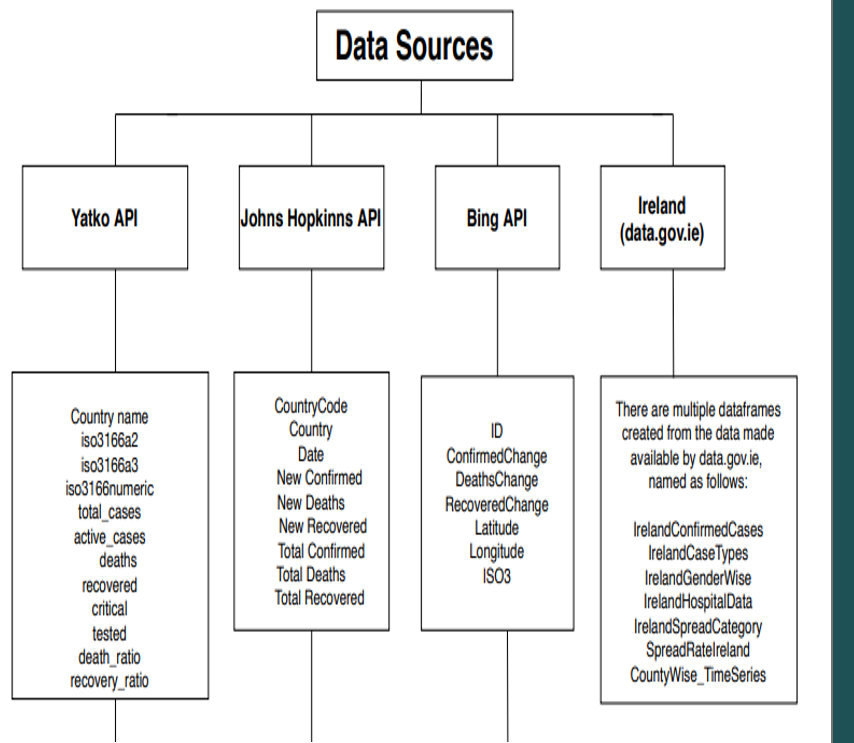 Data Sources
Yatko API
Johns Hopkinns API
Bing API
Ireland
(data.gov.ie)
Country name
iso3166a2
iso3166a3
iso3166numeric
total_cases
active_cases
deaths
recovered
critical
tested
death_ratio
recovery_ratio
CountryCode
Country
Date
New Confirmed
New Deaths
New Recovered
Total Confirmed
Total Deaths
Total Recovered
ID
ConfirmedChange
DeathsChange
RecoveredChange
Latitude
Longitude
ISO3
There are multiple dataframes
created from the data made
available by data.gov.ie,
named as follows:
IrelandConfirmedCases
IrelandCaseTypes
IrelandGenderWise
IrelandHospitalData
IrelandSpreadCategory
SpreadRateIreland
CountyWise_TimeSeries